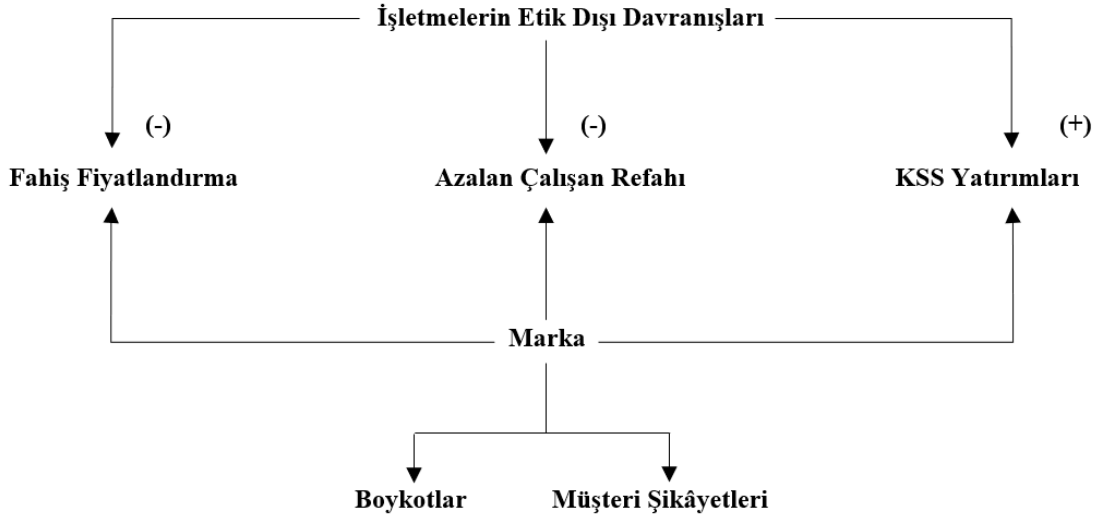 İşletmelerin Etik Dışı Davranışları
(-) (-) (+)
Fahiş Fiyatlandırma Azalan Çalışan Refahı KSS Yatırımları
Marka
Boykotlar Müşteri Şikâyetleri